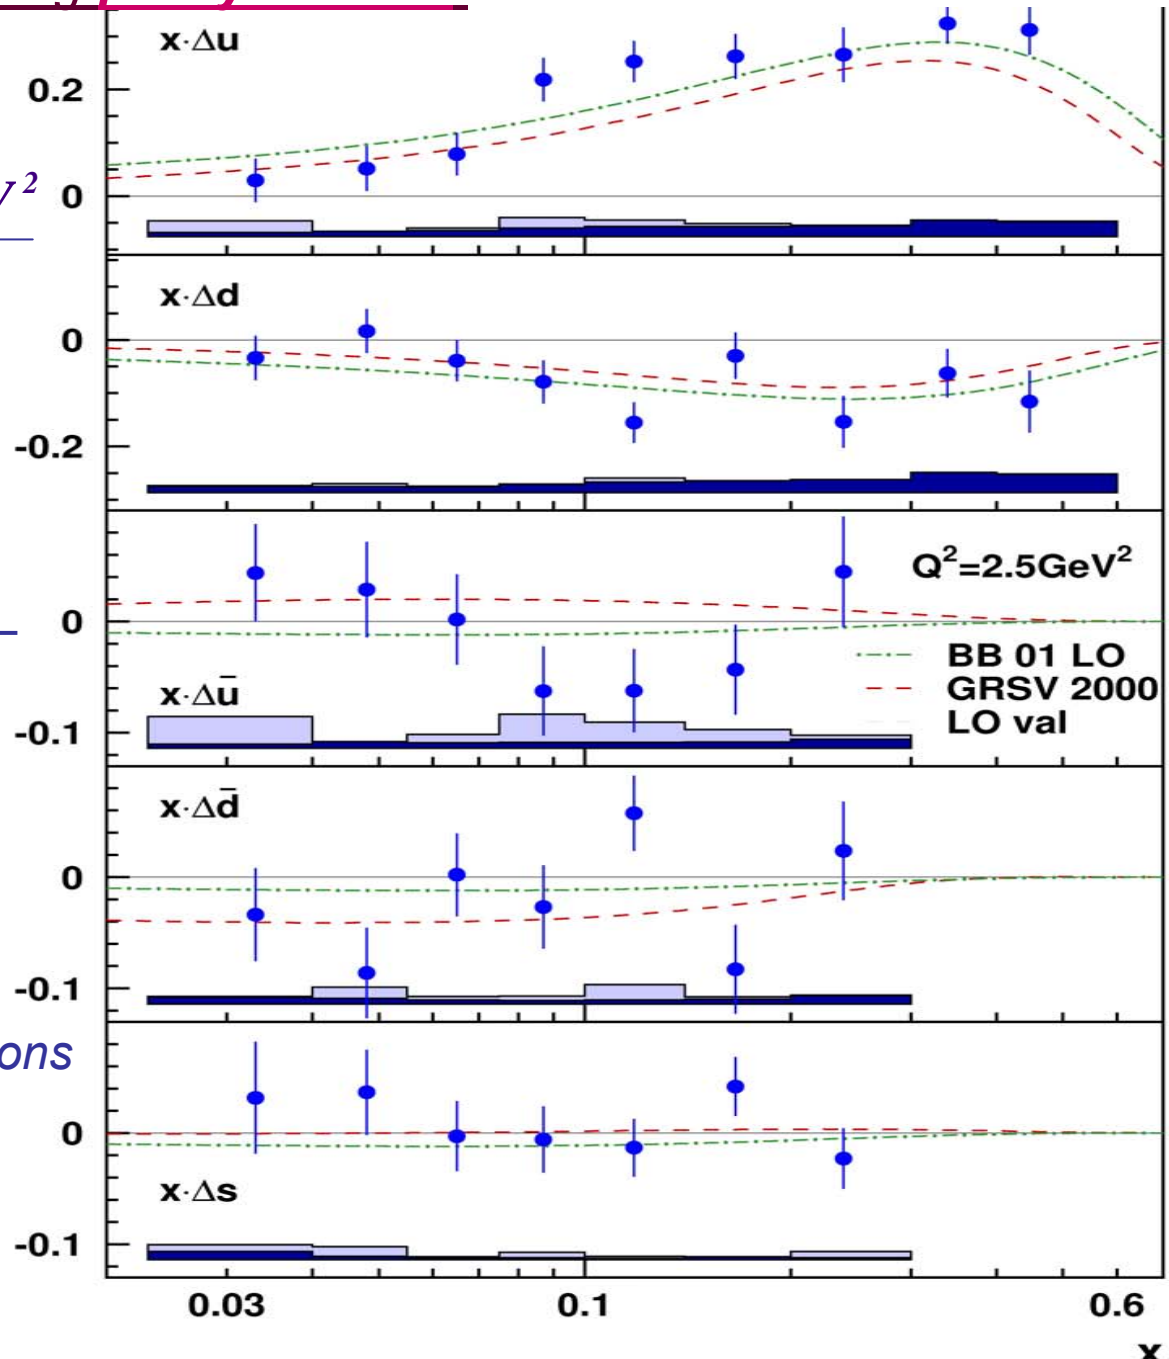 x·Δu
0.2
V²
0
x·Δd
0
-0.2
Q²=2.5GeV²
0
BB 01 LO
GRSV 2000
x·Δū
LO val
-0.1
x·Δd̄
0
-0.1
ons
0
x·Δs
-0.1
0.03 0.1 0.6
x